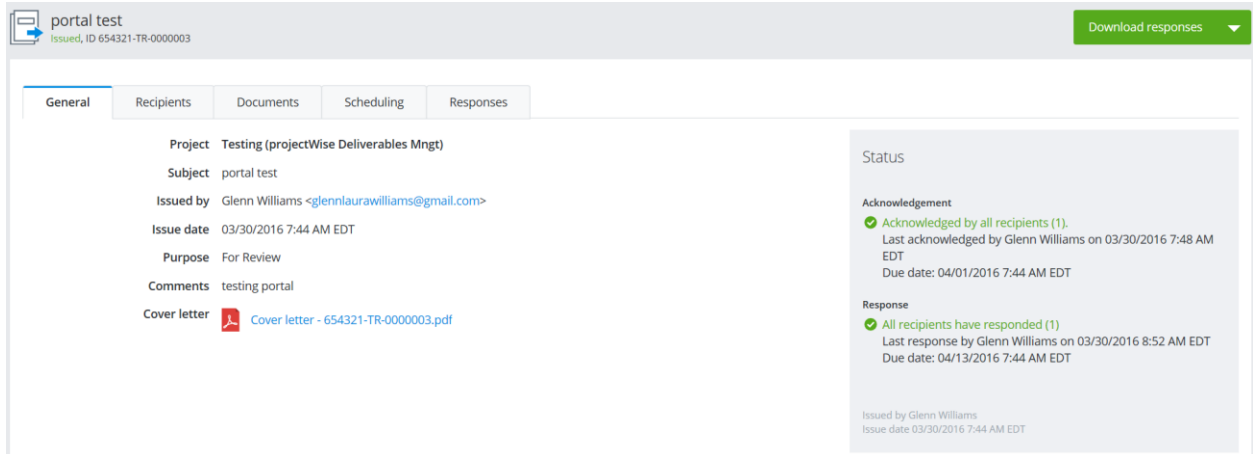 portal test
Issued, ID 654321-TR-0000003
Download responses
General Recipients Documents Scheduling Responses
Project Testing (projectWise Deliverables Mngt)
Subject portal test
Issued by Glenn Williams <glennlaurawilliams@gmail.com>
Issue date 03/30/2016 7:44 AM EDT
Purpose For Review
Comments testing portal
Cover letter Cover letter - 654321-TR-0000003.pdf
Status
Acknowledgement
Acknowledged by all recipients (1).
Last acknowledged by Glenn Williams on 03/30/2016 7:48 AM
EDT
Due date: 04/01/2016 7:44 AM EDT
Response
All recipients have responded (1)
Last response by Glenn Williams on 03/30/2016 8:52 AM EDT
Due date: 04/13/2016 7:44 AM EDT
Issued by Glenn Williams
Issue date 03/30/2016 7:44 AM EDT